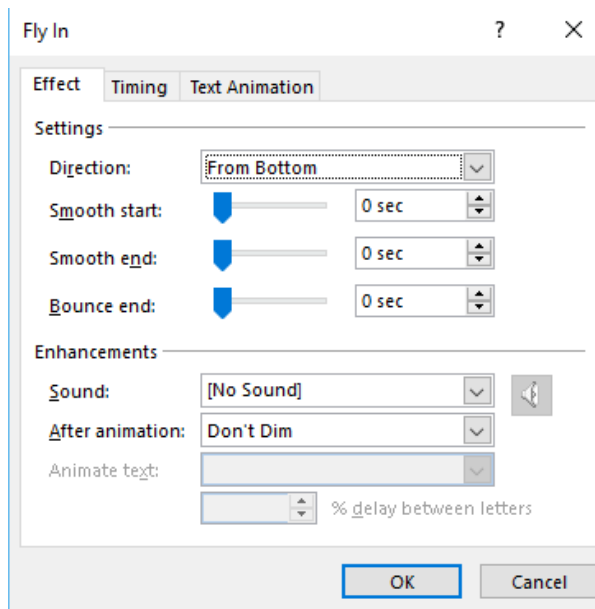 Fly In ?
Effect Timing Text Animation
Settings
Direction: From Bottom
Smooth start: 0 sec
Smooth end: 0 sec
Bounce end: 0 sec
Enhancements
Sound: [No Sound]
After animation: Don't Dim
Animate text:
% delay between letters
OK Cancel